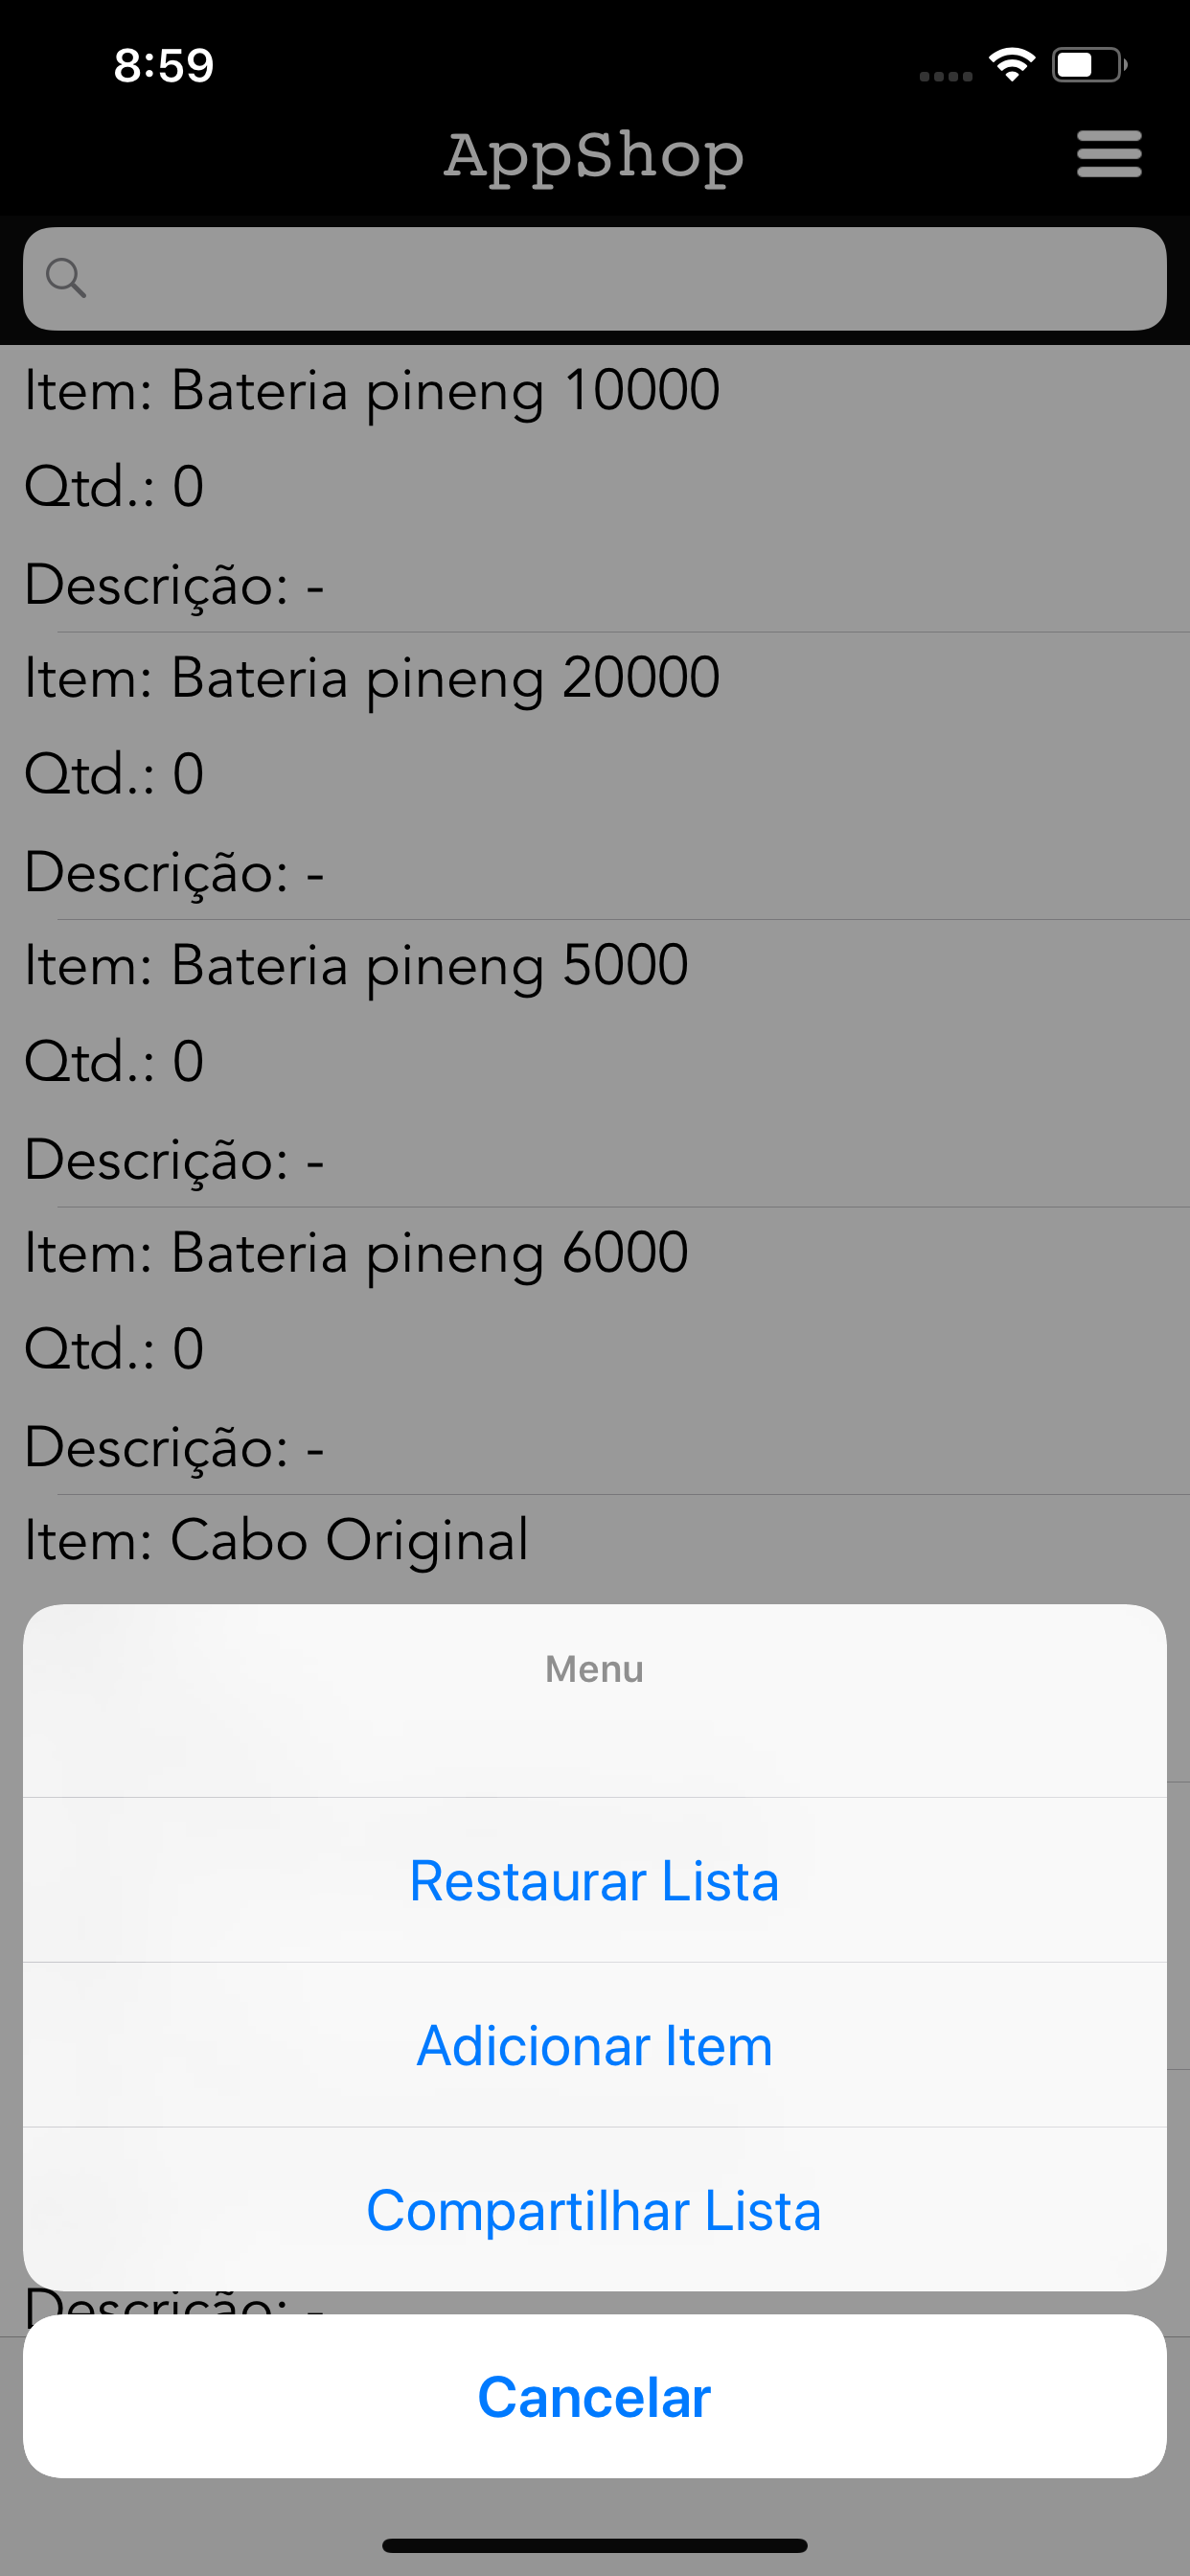 8:59
AppShop
Item: Bateria pineng 10000
Qtd.: 0
Descrição: -
Item: Bateria pineng 20000
Qtd.: 0
Descrição: -
Item: Bateria pineng 5000
Qtd.: 0
Descrição: -
Item: Bateria pineng 6000
Qtd.: 0
Descrição: -
Item: Cabo Original
Menu
Restaurar Lista
Adicionar Item
Compartilhar Lista
Descrição: -
Cancelar